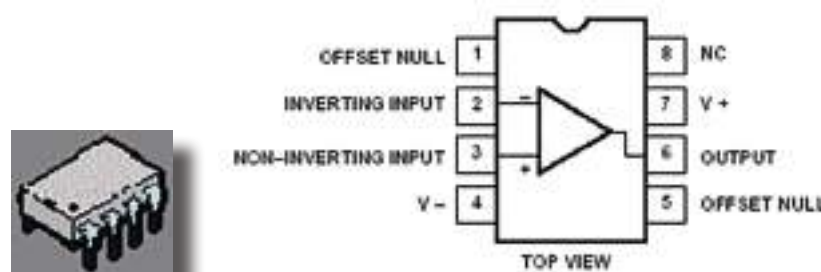 OFFSET NULL 1 8 NC
INVERTING INPUT 2 − 7 V +
NON–INVERTING INPUT 3 + 6 OUTPUT
V – 4 5 OFFSET NULL
TOP VIEW